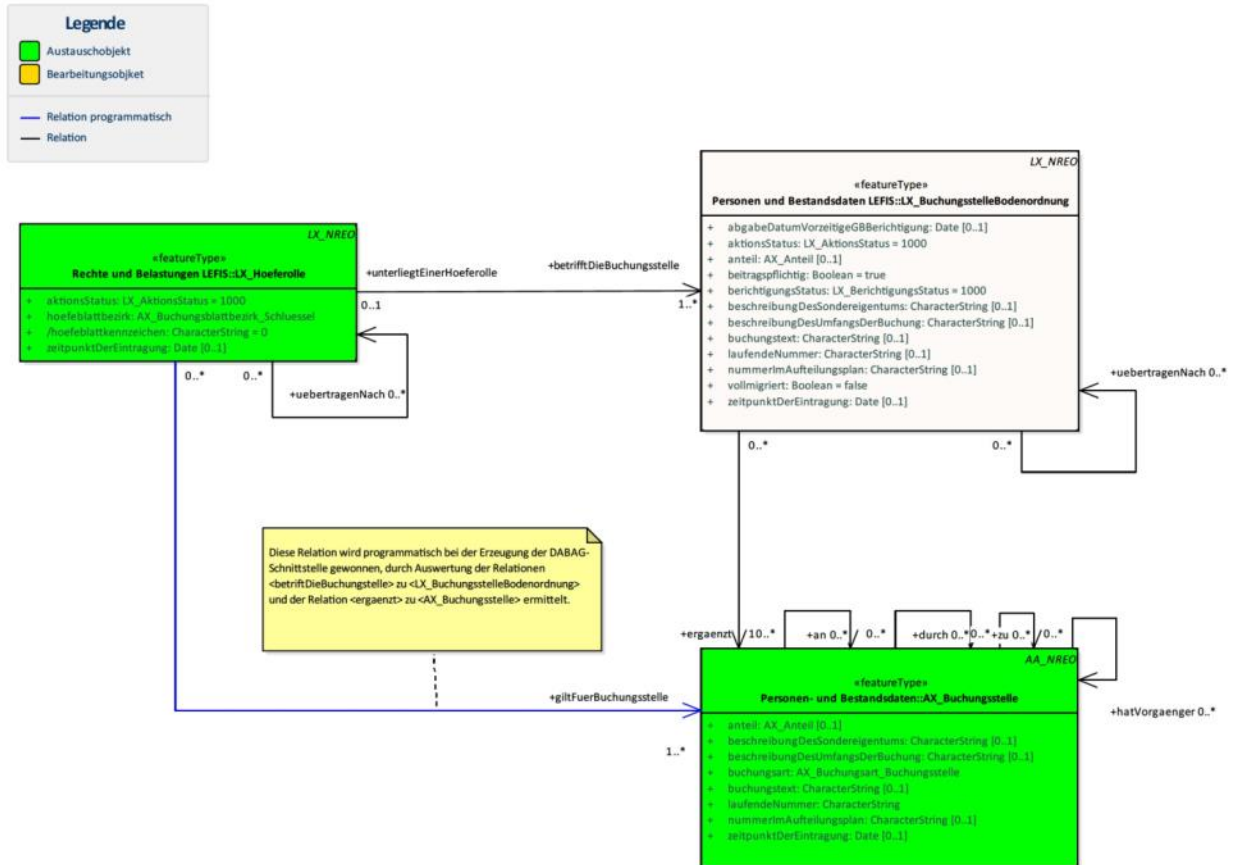 Legende
Austauschobjekt
Bearbeitungsobjket
Relation programmatisch
Relation
LX_NREO
«featureType»
Personen und Bestandsdaten LEFIS::LX_BuchungsstelleBodenordnung
+ abgabeDatumVorzeitigeGBBerichtigung: Date [0..1]
+ aktionsStatus: LX_AktionsStatus = 1000
+ anteil: AX_Anteil [0..1]
+ beitragspflichtig: Boolean = true
+ berichtigungsStatus: LX_BerichtigungsStatus = 1000
+ beschreibungDesSondereigentums: CharacterString [0..1]
+ beschreibungDesUmfangsDerBuchung: CharacterString [0..1]
+ buchungstext: CharacterString [0..1]
+ laufendeNummer: CharacterString [0..1]
+ nummerImAufteilungsplan: CharacterString [0..1]
+ vollmigriert: Boolean = false
+ zeitpunktDerEintragung: Date [0..1]
LX_NREO
«featureType»
Rechte und Belastungen LEFIS::LX_Hoeferolle
+ aktionsStatus: LX_AktionsStatus = 1000
+ hoefeblattbezirk: AX_Buchungsblattbezirk_Schluessel
+ /hoefeblattkennzeichen: CharacterString = 0
+ zeitpunktDerEintragung: Date [0..1]
+unterliegtEinerHoeferolle
+betrifftDieBuchungsstelle
0..1
1..*
0..*
0..*
+uebertragenNach 0..*
+uebertragenNach 0..*
0..*
0..*
Diese Relation wird programmatisch bei der Erzeugung der DABAG-
Schnittstelle gewonnen, durch Auswertung der Relationen
<betriftDieBuchungstelle> zu <LX_BuchungsstelleBodenordnung>
und der Relation <ergaenzt> zu <AX_Buchungsstelle> ermittelt.
+ergaenzt
10..*
+an 0..*
0..*
+durch 0..*
0..*
+zu 0..*
0..*
+giltFuerBuchungsstelle
1..*
+hatVorgaenger 0..*
AA_NREO
«featureType»
Personen- und Bestandsdaten::AX_Buchungsstelle
+ anteil: AX_Anteil [0..1]
+ beschreibungDesSondereigentums: CharacterString [0..1]
+ beschreibungDesUmfangsDerBuchung: CharacterString [0..1]
+ buchungsart: AX_Buchungsart_Buchungsstelle
+ buchungstext: CharacterString [0..1]
+ laufendeNummer: CharacterString
+ nummerImAufteilungsplan: CharacterString [0..1]
+ zeitpunktDerEintragung: Date [0..1]